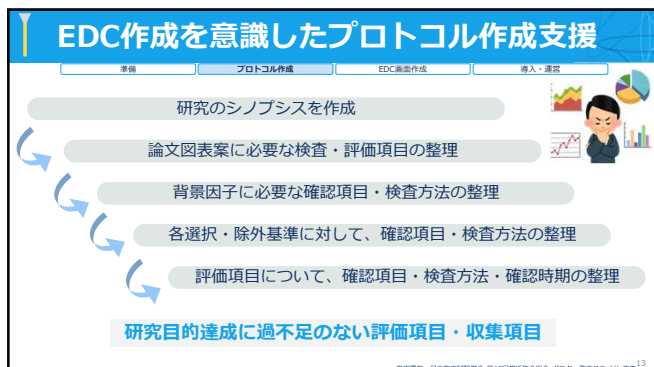 EDC作成を意識したプロトコル作成支援
準備
プロトコル作成
EDC画面作成
導入・運営
研究のシノプシスを作成
論文図表案に必要な検査・評価項目の整理
背景因子に必要な確認項目・検査方法の整理
各選択・除外基準に対して、確認項目・検査方法の整理
評価項目について、確認項目・検査方法・確認時期の整理
研究目的達成に過不足のない評価項目・収集項目
13